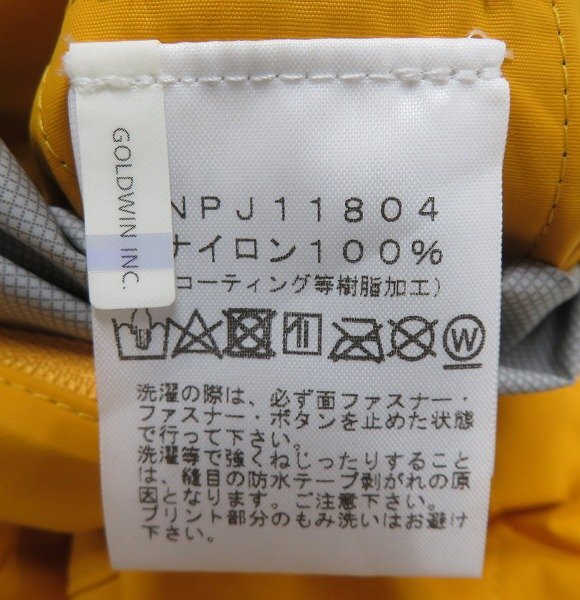 GOLDWIN INC.
NPJ11804
ナイロン100%
コーティング等樹脂加工)
W
洗濯の際は、必ず面ファスナー・
ファスナー・ボタンを止めた状態
で行って下さい。
洗濯等で強くねじったりすること
は、縫目の防水テープ剥がれの原
因となります。ご注意下さい。
プリント部分のもみ洗いはお避け
下さい。